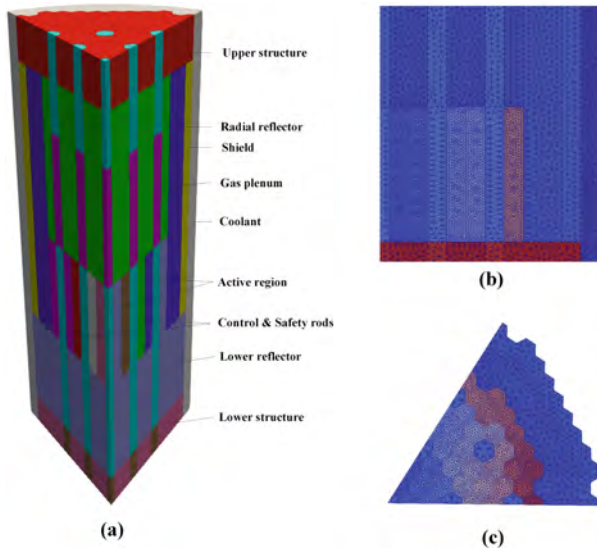 Upper structure
Radial reflector
Shield
Gas plenum
Coolant
Active region
Control & Safety rods
Lower reflector
Lower structure
(a)
(b)
(c)